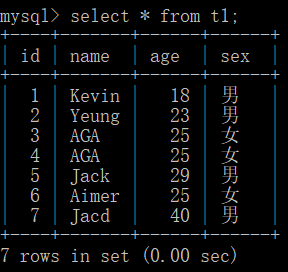 mysql> select * from t1;
+----+-------+------+------+
| id | name | age | sex |
+----+-------+------+------+
| 1 | Kevin | 18 | 男 |
| 2 | Yeung | 23 | 男 |
| 3 | AGA | 25 | 女 |
| 4 | AGA | 25 | 女 |
| 5 | Jack | 29 | 男 |
| 6 | Aimer | 25 | 女 |
| 7 | Jacd | 40 | 男 |
+----+-------+------+------+
7 rows in set (0.00 sec)